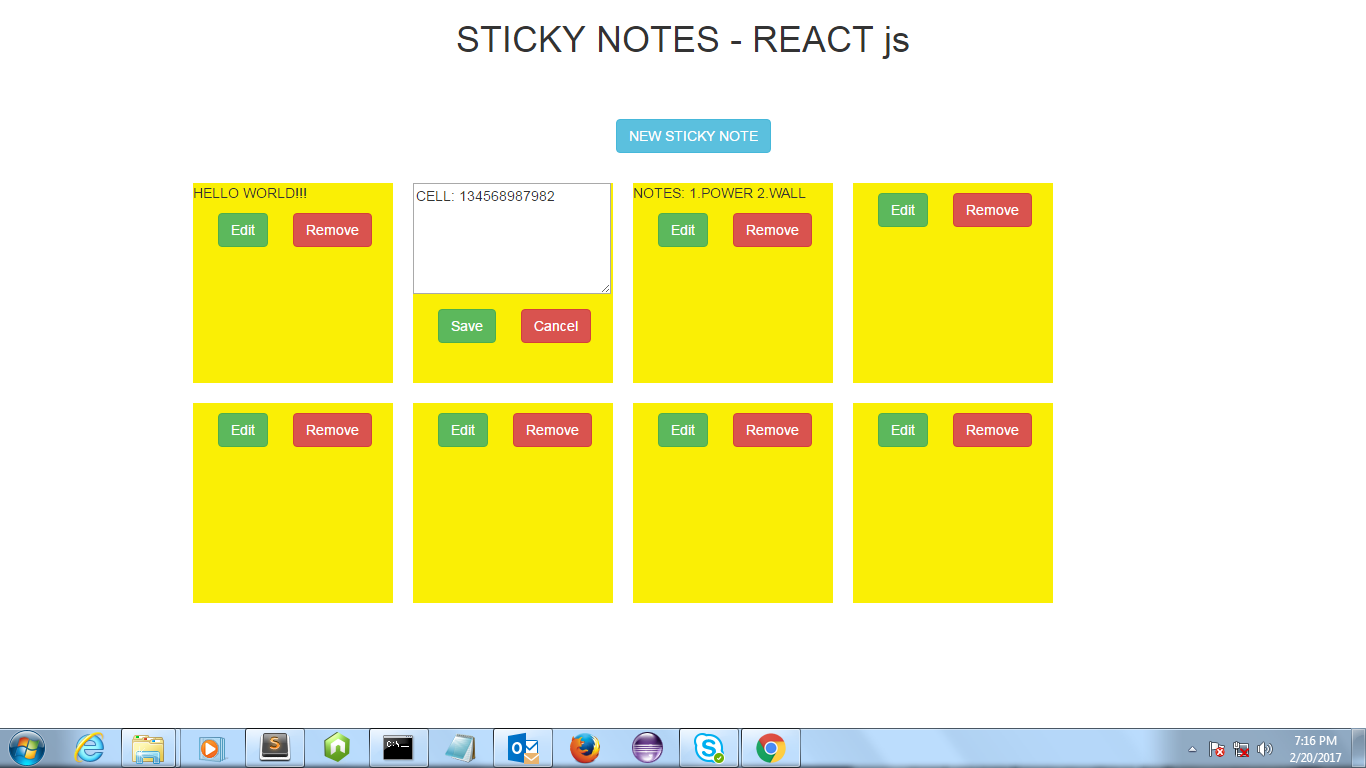 STICKY NOTES - REACT js
NEW STICKY NOTE
HELLO WORLD!!!
Edit Remove
CELL: 134568987982
Save Cancel
NOTES: 1.POWER 2.WALL
Edit Remove
Edit Remove
Edit Remove
Edit Remove
Edit Remove
Edit Remove
C:\_
7:16 PM
2/20/2017